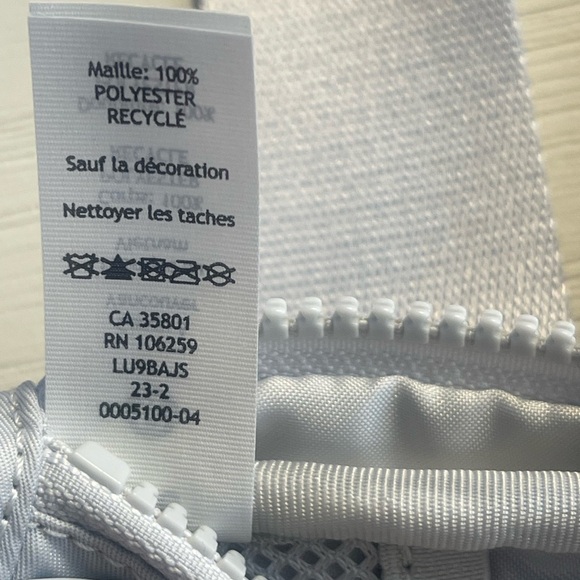 Maille: 100%
POLYESTER
RECYCLÉ
Sauf la décoration
Nettoyer les taches
CA 35801
RN 106259
LU9BAJS
23-2
0005100-04